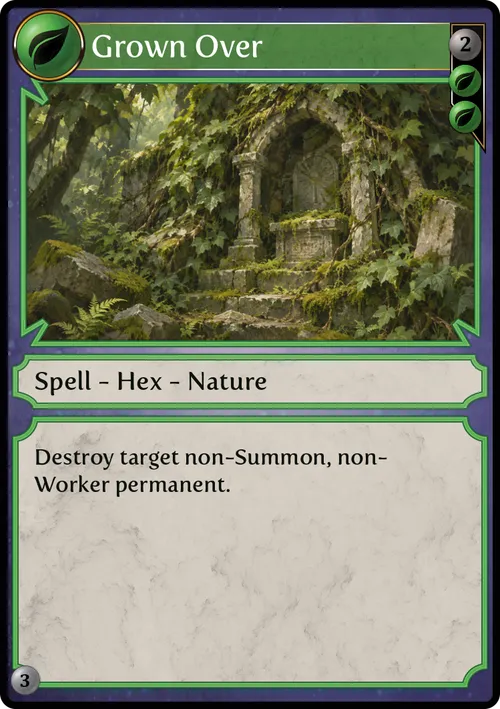 Grown Over
2
Spell - Hex - Nature
Destroy target non-Summon, non-
Worker permanent.
3